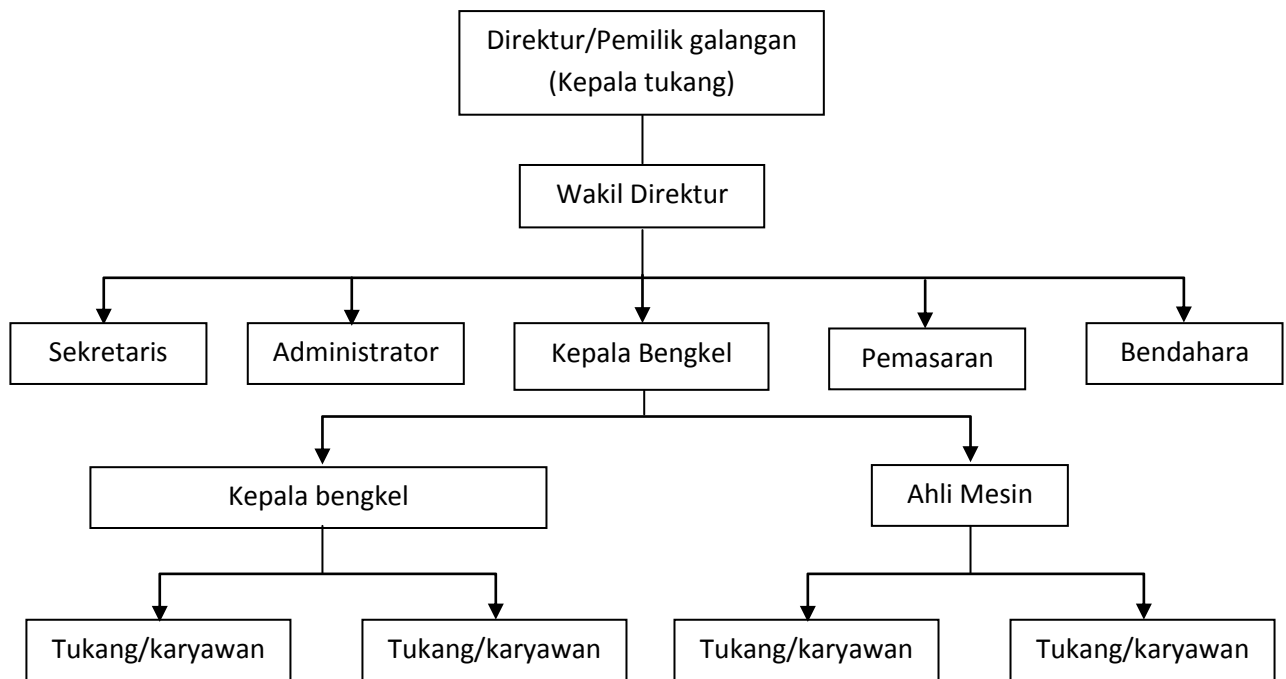 Direktur/Pemilik galangan
(Kepala tukang)
Wakil Direktur
Sekretaris
Administrator
Kepala Bengkel
Pemasaran
Bendahara
Kepala bengkel
Ahli Mesin
Tukang/karyawan
Tukang/karyawan
Tukang/karyawan
Tukang/karyawan